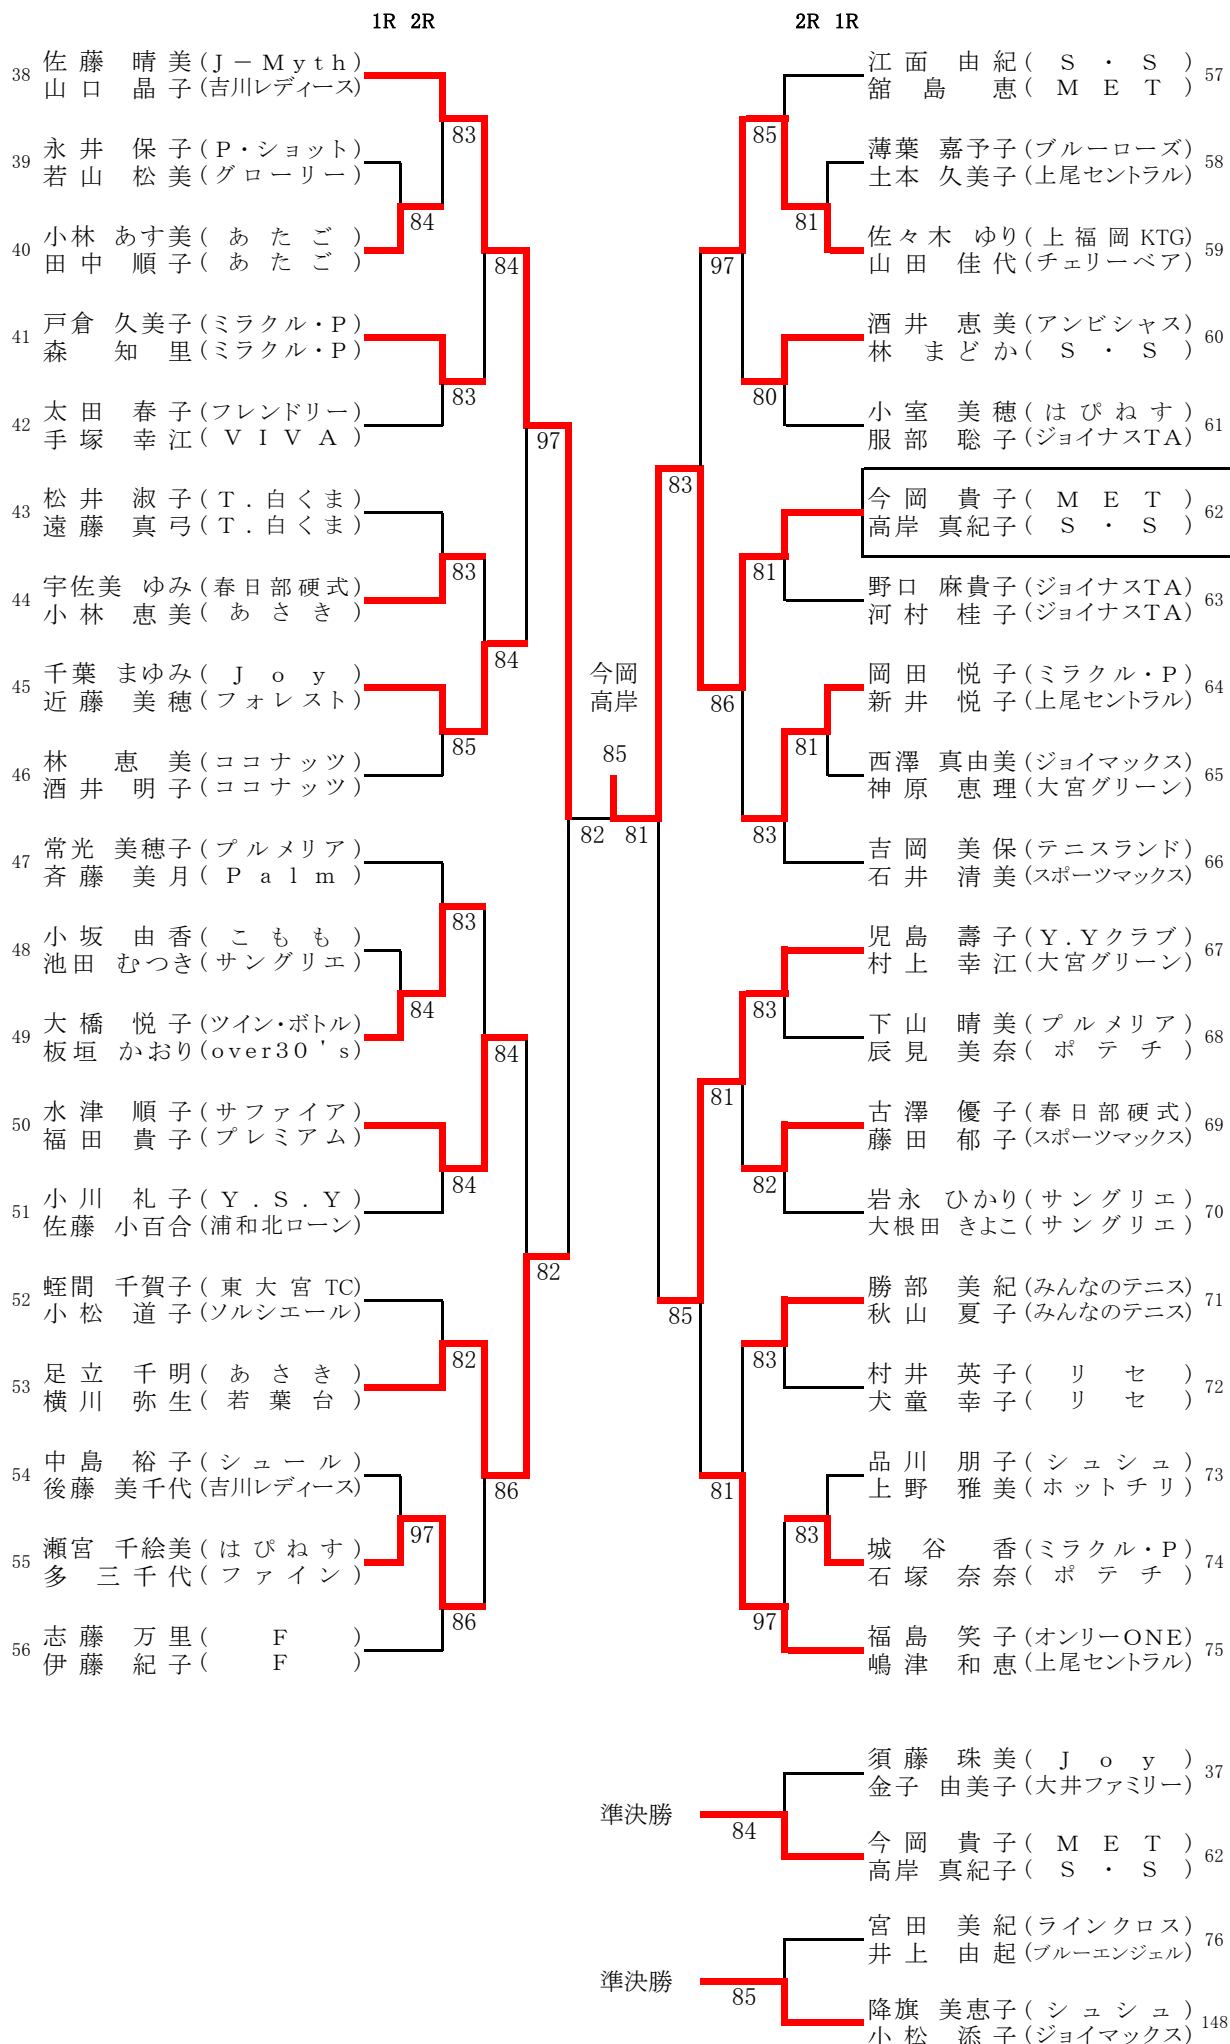 1R 2R
2R 1R
38 佐藤 晴美(J－Myth)
山口 晶子(吉川レディース)
39 永井 保子(P・ショット)
若山 松美(グローリー)
40 小林 あす美(あたご)
田中 順子(あたご)
41 戸倉 久美子(ミラクル・P)
森 知里(ミラクル・P)
42 太田 春子(フレンドリー)
手塚 幸江(VIVA)
43 松井 淑子(T.白くま)
遠藤 真弓(T.白くま)
44 宇佐美 ゆみ(春日部硬式)
小林 恵美(あさき)
45 千葉 まゆみ(Joy)
近藤 美穂(フォレスト)
46 林 恵美(ココナッツ)
酒井 明子(ココナッツ)
47 常光 美穂子(プルメリア)
斉藤 美月(Palm)
48 小坂 由香(こもも)
池田 むつき(サングリエ)
49 大橋 悦子(ツイン・ボトル)
板垣 かおり(over30's)
50 水津 順子(サファイア)
福田 貴子(プレミアム)
51 小川 礼子(Y.S.Y)
佐藤 小百合(浦和北ローン)
52 蛭間 千賀子(東大宮TC)
小松 道子(ソルシエール)
53 足立 千明(あさき)
横川 弥生(若葉台)
54 中島 裕子(シュール)
後藤 美千代(吉川レディース)
55 瀬宮 千絵美(はぴねす)
多 三千代(ファイン)
56 志藤 万里(F)
伊藤 紀子(F)
83
84
84
83
97
83
84
85
83
84
84
84
82
82
86
97
86
今岡
高岸
85
82
81
83
85
85
81
97
80
81
86
81
83
83
81
82
83
81
83
97
江面 由紀(S・S) 57
舘島 恵(MET)
薄葉 嘉予子(ブルーローズ) 58
土本 久美子(上尾セントラル)
佐々木 ゆり(上福岡KTG) 59
山田 佳代(チェリーベア)
酒井 恵美(アンビシャス) 60
林 まどか(S・S)
小室 美穂(はぴねす) 61
服部 聡子(ジョイナスTA)
今岡 貴子(MET) 62
高岸 真紀子(S・S)
野口 麻貴子(ジョイナスTA) 63
河村 桂子(ジョイナスTA)
岡田 悦子(ミラクル・P) 64
新井 悦子(上尾セントラル)
西澤 真由美(ジョイマックス) 65
神原 恵理(大宮グリーン)
吉岡 美保(テニスランド) 66
石井 清美(スポーツマックス)
児島 壽子(Y.Yクラブ) 67
村上 幸江(大宮グリーン)
下山 晴美(プルメリア) 68
辰見 美奈(ポテチ)
古澤 優子(春日部硬式) 69
藤田 郁子(スポーツマックス)
岩永 ひかり(サングリエ) 70
大根田 きよこ(サングリエ)
勝部 美紀(みんなのテニス) 71
秋山 夏子(みんなのテニス)
村井 英子(リセ) 72
犬童 幸子(リセ)
品川 朋子(シュシュ) 73
上野 雅美(ホットチリ)
城谷 香(ミラクル・P) 74
石塚 奈奈(ポテチ)
福島 笑子(オンリーONE) 75
嶋津 和恵(上尾セントラル)
準決勝
84
須藤 珠美(Joy) 37
金子 由美子(大井ファミリー)
今岡 貴子(MET) 62
高岸 真紀子(S・S)
準決勝
85
宮田 美紀(ラインクロス) 76
井上 由起(ブルーエンジェル)
降旗 美恵子(シュシュ) 148
小松 添子(ジョイマックス)